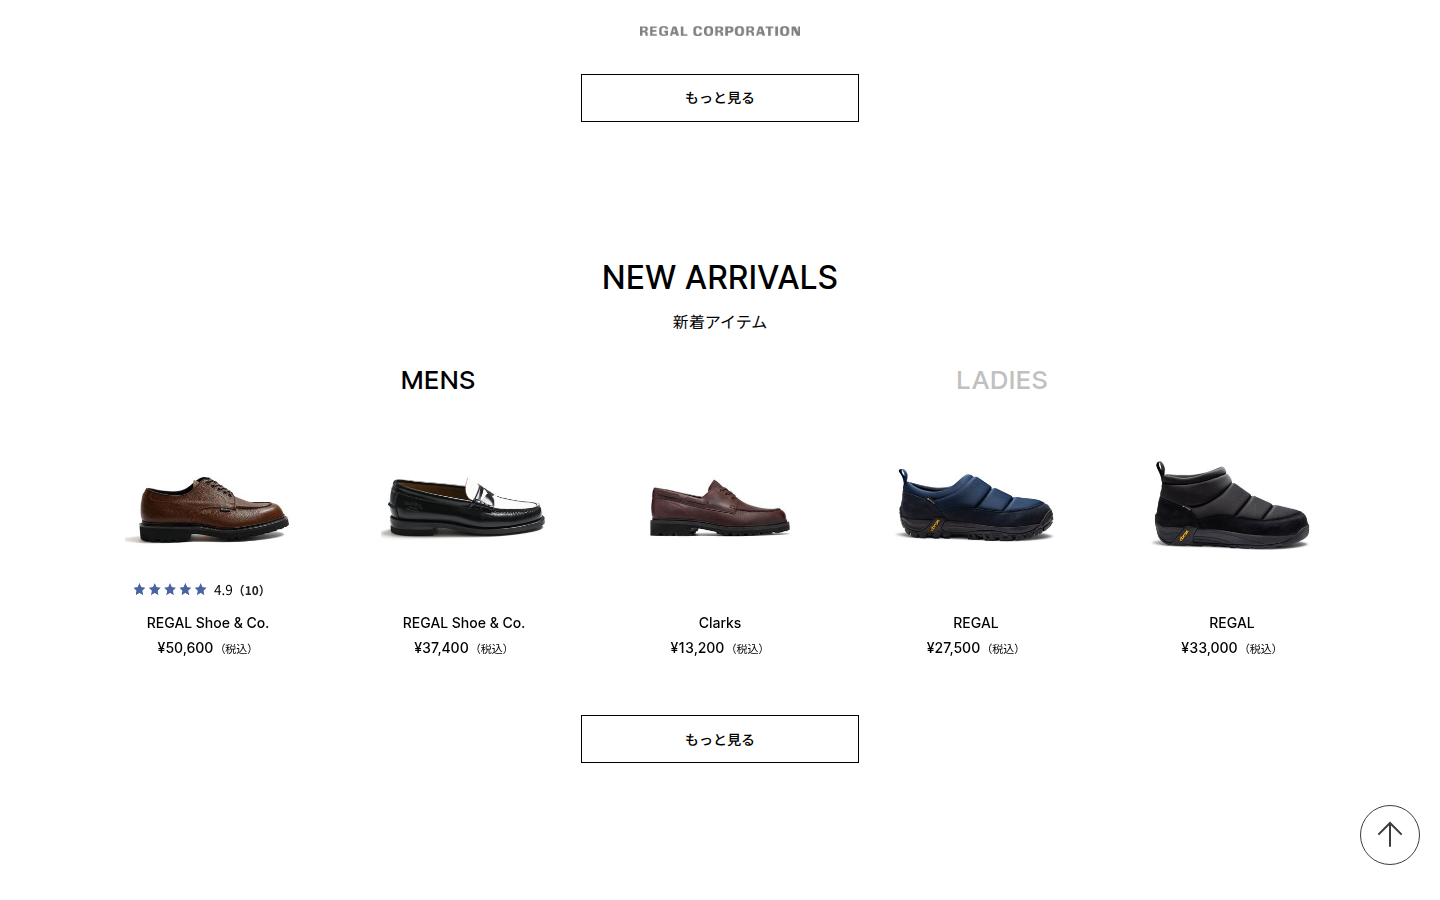 REGAL CORPORATION
もっと見る
NEW ARRIVALS
新着アイテム
MENS
LADIES
4.9（10）
REGAL Shoe & Co.
¥50,600（税込）
REGAL Shoe & Co.
¥37,400（税込）
Clarks
¥13,200（税込）
REGAL
¥27,500（税込）
REGAL
¥33,000（税込）
もっと見る